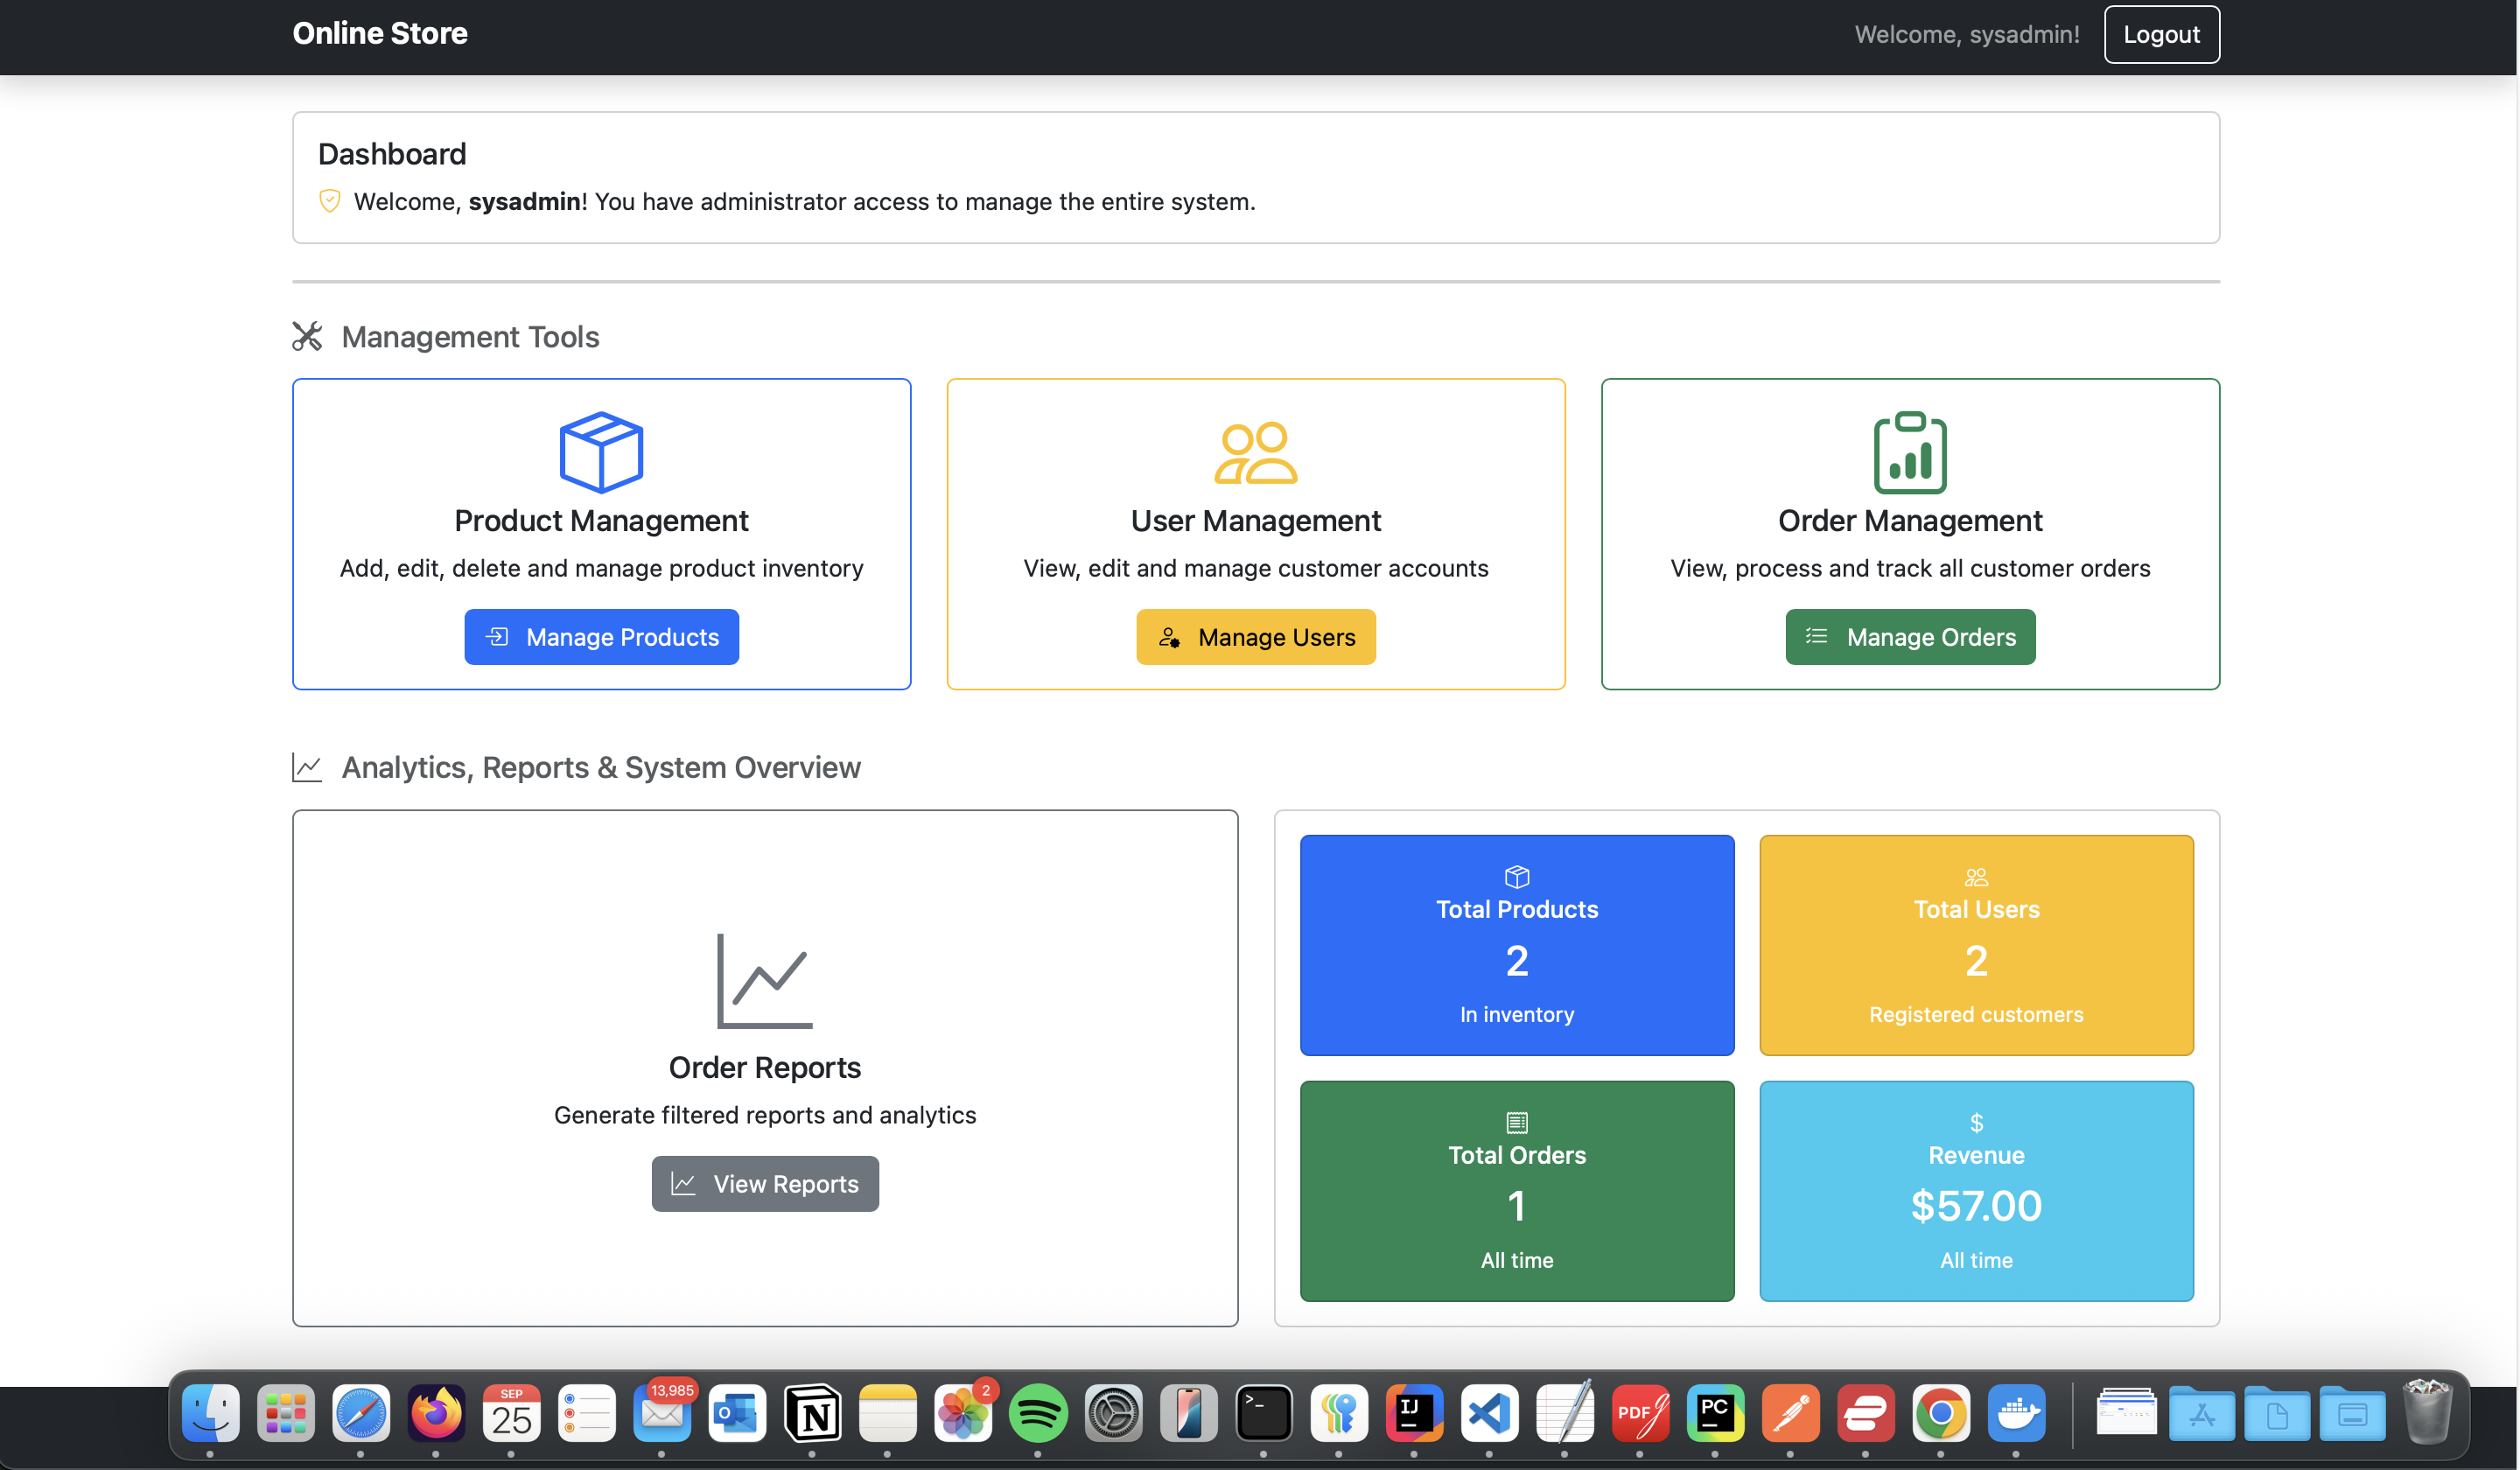 Online Store
Welcome, sysadmin!
Logout
Dashboard
Welcome, sysadmin! You have administrator access to manage the entire system.
Management Tools
Product Management
Add, edit, delete and manage product inventory
Manage Products
User Management
View, edit and manage customer accounts
Manage Users
Order Management
View, process and track all customer orders
Manage Orders
Analytics, Reports & System Overview
Order Reports
Generate filtered reports and analytics
View Reports
Total Products
2
In inventory
Total Users
2
Registered customers
Total Orders
1
All time
$
Revenue
$57.00
All time
SEP
25
13,985
O
N
2
>_
IJ
PDF
PC